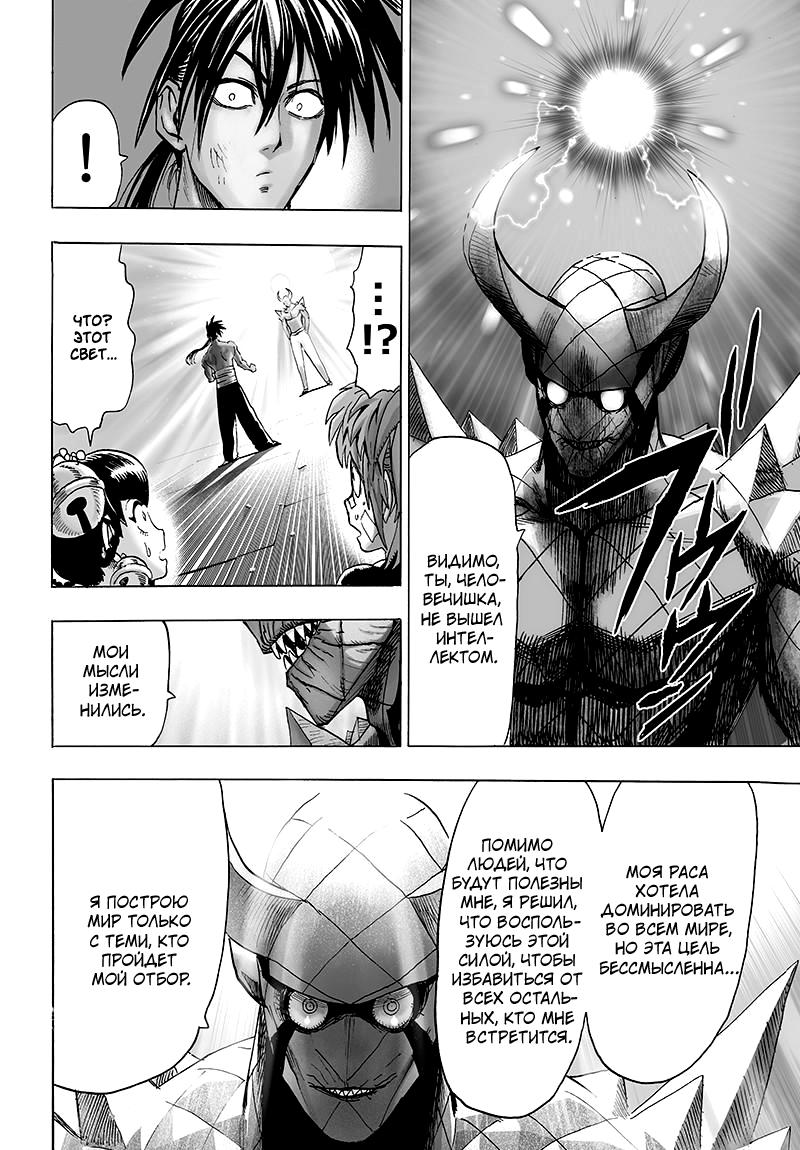 ВИДИМО,
ТЫ, ЧЕЛО-
ВЕЧИШКА,
НЕ ВЫШЕЛ
ИНТЕЛ-
ЛЕКТОМ.
!
...!?
ЧТО?
ЭТОТ
СВЕТ...
МОИ
МЫСЛИ
ИЗМЕ-
НИЛИСЬ.
МОЯ РАСА
ХОТЕЛА
ДОМИНИРОВАТЬ
ВО ВСЕМ МИРЕ,
НО ЭТА ЦЕЛЬ
БЕССМЫСЛЕННА...
ПОМИМО
ЛЮДЕЙ, ЧТО
БУДУТ ПОЛЕЗНЫ
МНЕ, Я РЕШИЛ,
ЧТО ВОСПОЛЬ-
ЗУЮСЬ ЭТОЙ
СИЛОЙ, ЧТОБЫ
ИЗБАВИТЬСЯ ОТ
ВСЕХ ОСТАЛЬ-
НЫХ, КТО МНЕ
ВСТРЕТИТСЯ.
Я ПОСТРОЮ
МИР ТОЛЬКО
С ТЕМИ, КТО
ПРОЙДЕТ
МОЙ ОТБОР.